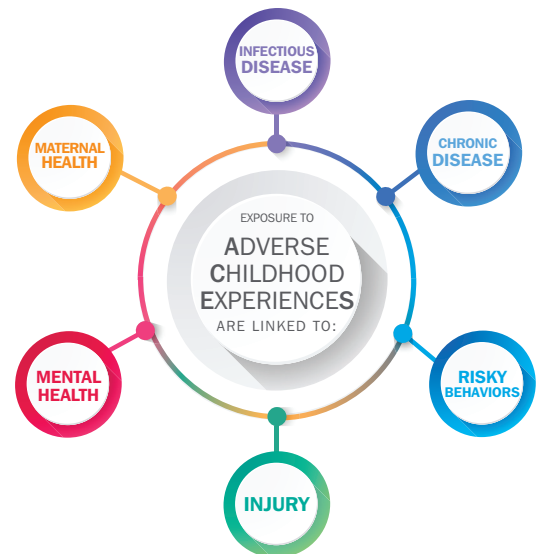 EXPOSURE TO
ADVERSE
CHILDHOOD
EXPERIENCES
ARE LINKED TO:
INFECTIOUS
DISEASE
CHRONIC
DISEASE
RISKY
BEHAVIORS
INJURY
MENTAL
HEALTH
MATERNAL
HEALTH